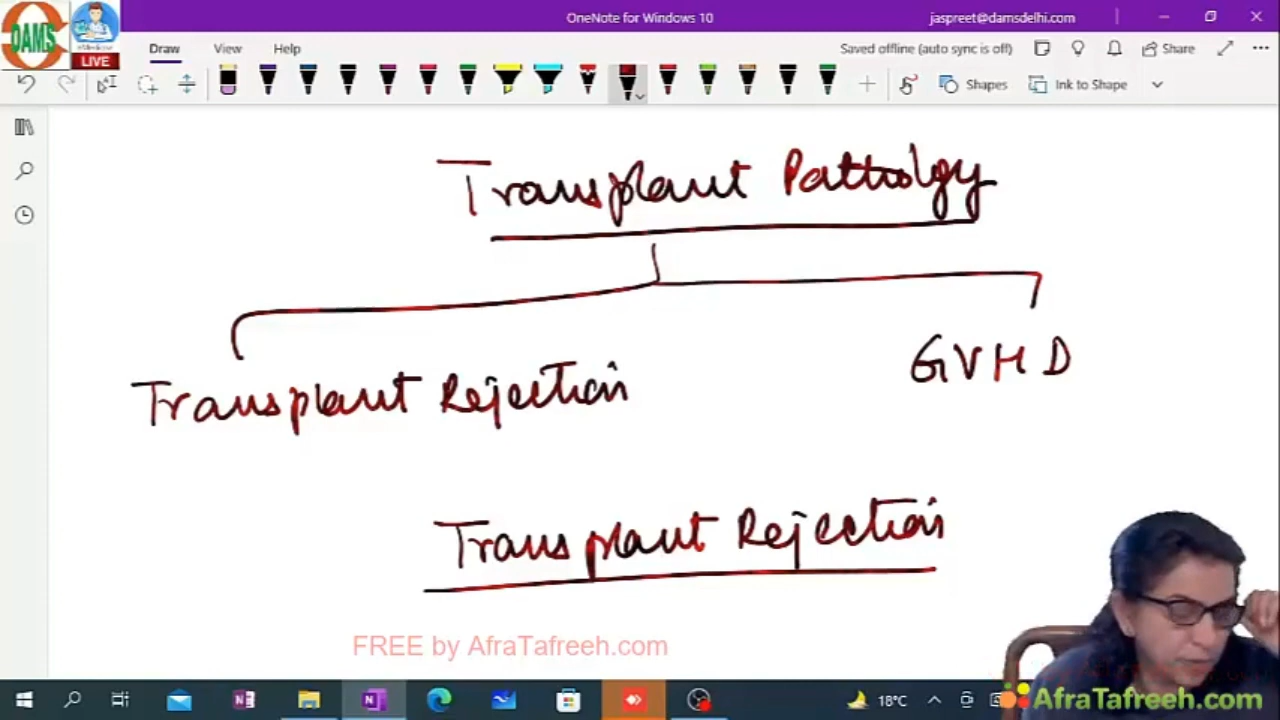 OneNote for Windows 10
jaspreet@damsdelhi.com
DAMS
LIVE
Draw View Help
Saved offline (auto sync is off)
Share
Shapes
Ink to Shape
Transplant Patholgy
Transplant Rejection
GVHD
Transplant Rejection
FREE by AfraTafreeh.com
18°C
AfraTafreeh.com